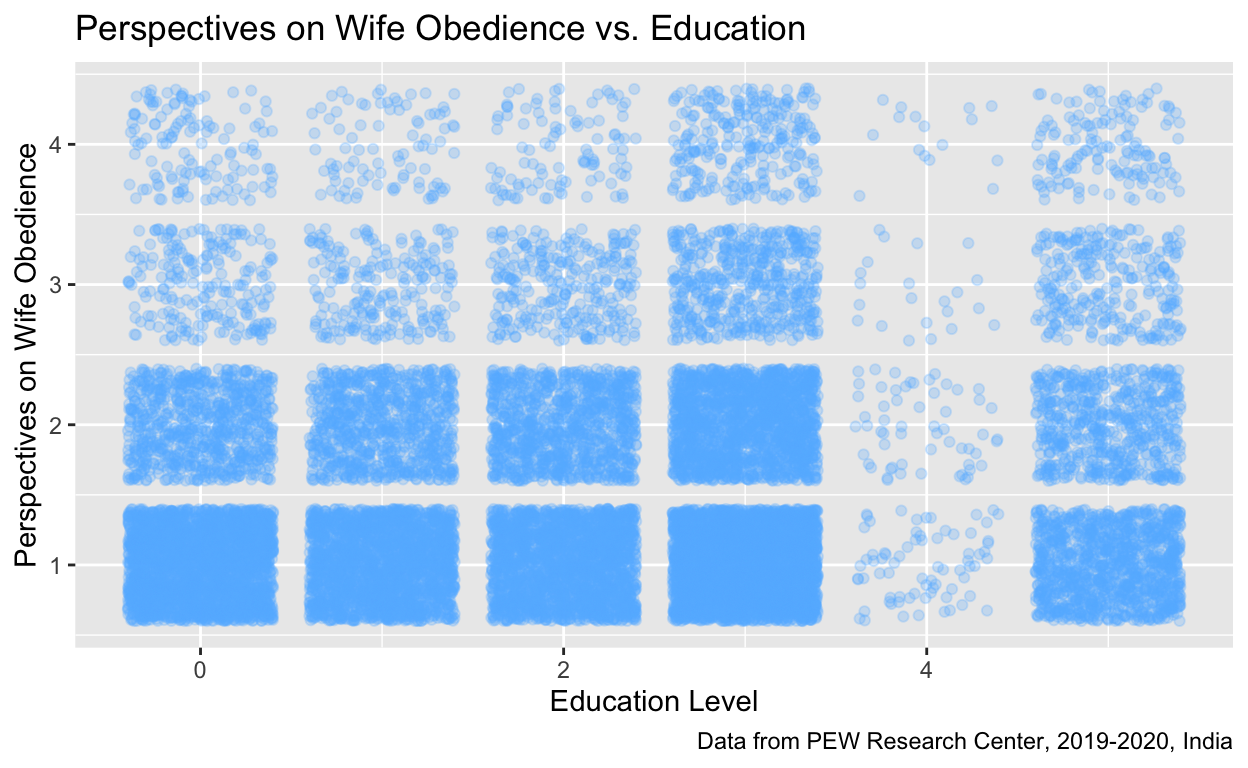 Perspectives on Wife Obedience vs. Education
Perspectives on Wife Obedience
4
3
2
1
0 2 4
Education Level
Data from PEW Research Center, 2019-2020, India